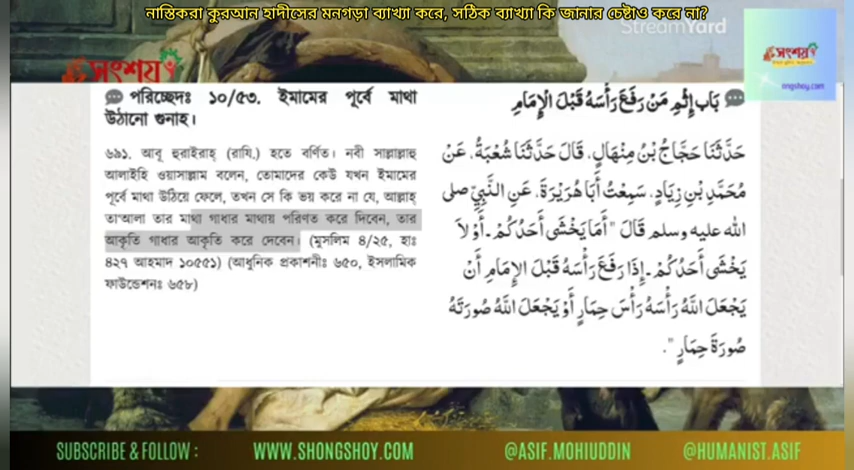 নাস্তিকরা কুরআন হাদীসের মনগড়া ব্যাখ্যা করে, সঠিক ব্যাখ্যা কি জানার চেষ্টাও করে না?
StreamYard
সংশয়
সংশয়
shongshoy.com
পরিচ্ছেদঃ ১০/৫৩. ইমামের পূর্বে মাথা
উঠানো গুনাহ।
৬৯১. আবূ হুরাইরাহ্ (রাযি.) হতে বর্ণিত। নবী সাল্লাল্লাহু
আলাইহি ওয়াসাল্লাম বলেন, তোমাদের কেউ যখন ইমামের
পূর্বে মাথা উঠিয়ে ফেলে, তখন সে কি ভয় করে না যে, আল্লাহ্
তা‘আলা তার মাথা গাধার মাথায় পরিণত করে দিবেন, তার
আকৃতি গাধার আকৃতি করে দেবেন। (মুসলিম ৪/২৫, হাঃ
৪২৭ আহমাদ ১০৫৫১) (আধুনিক প্রকাশনীঃ ৬৫০, ইসলামিক
ফাউন্ডেশনঃ ৬৫৮)
باب إِثْمِ مَنْ رَفَعَ رَأْسَهُ قَبْلَ الإِمَامِ
حَدَّثَنَا حَجَّاجُ بْنُ مِنْهَالٍ، قَالَ حَدَّثَنَا شُعْبَةُ، عَنْ
مُحَمَّدِ بْنِ زِيَادٍ، سَمِعْتُ أَبَا هُرَيْرَةَ، عَنِ النَّبِيِّ صلى
الله عليه وسلم قَالَ " أَمَا يَخْشَى أَحَدُكُمْ ـ أَوْ لاَ
يَخْشَى أَحَدُكُمْ ـ إِذَا رَفَعَ رَأْسَهُ قَبْلَ الإِمَامِ أَنْ
يَجْعَلَ اللَّهُ رَأْسَهُ رَأْسَ حِمَارٍ أَوْ يَجْعَلَ اللَّهُ صُورَتَهُ
صُورَةَ حِمَارٍ ".
SUBSCRIBE & FOLLOW : WWW.SHONGSHOY.COM @ASIF.MOHIUDDIN @HUMANIST.ASIF